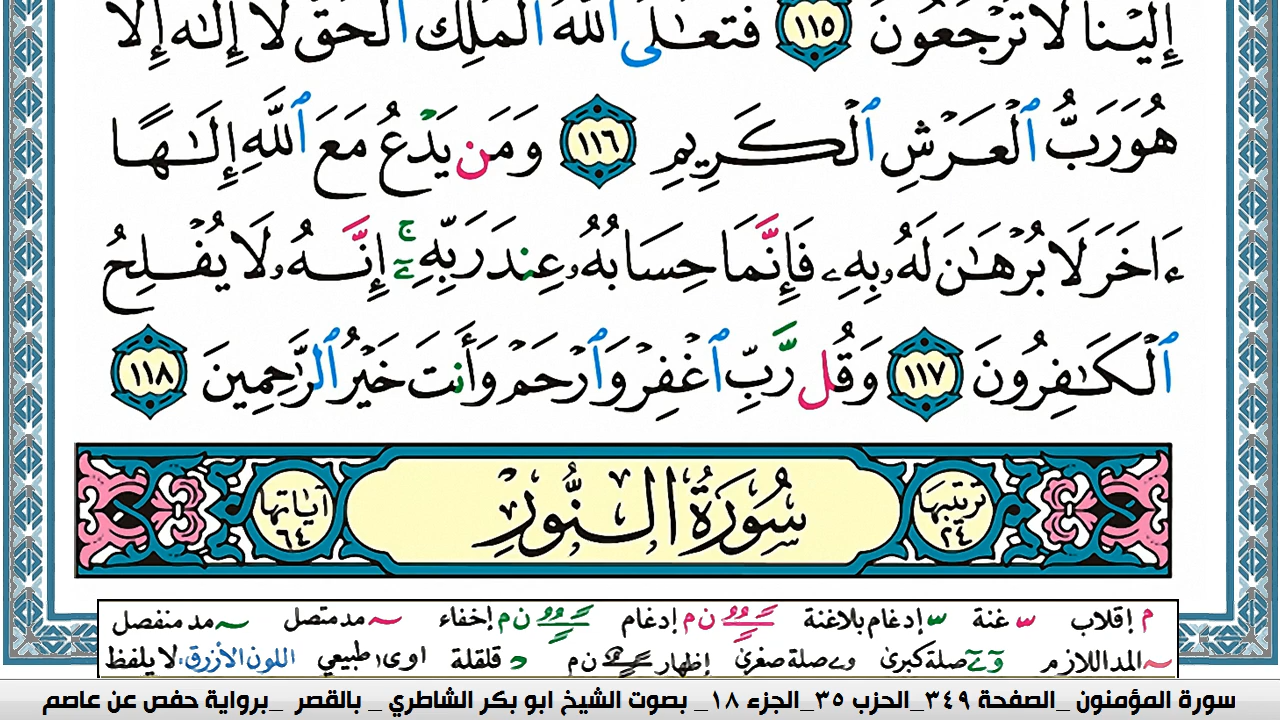 إِلَيْنَا لَا تُرْجَعُونَ ١١٥ فَتَعَـٰلَى ٱللَّهُ ٱلْمَلِكُ ٱلْحَقُّ لَا إِلَـٰهَ إِلَّا
هُوَ رَبُّ ٱلْعَرْشِ ٱلْكَرِيمِ ١١٦ وَمَن يَدْعُ مَعَ ٱللَّهِ إِلَـٰهًا
ءَاخَرَ لَا بُرْهَـٰنَ لَهُۥ بِهِۦ فَإِنَّمَا حِسَابُهُۥ عِندَ رَبِّهِۦٓ ۚ إِنَّهُۥ لَا يُفْلِحُ
ٱلْكَـٰفِرُونَ ١١٧ وَقُل رَّبِّ ٱغْفِرْ وَٱرْحَمْ وَأَنتَ خَيْرُ ٱلرَّٰحِمِينَ ١١٨
ترتيبها ٢٤ سُورَةُ النُّورِ آياتها ٦٤
م إقلاب غنة إدغام بلاغنة ن م إدغام ن م إخفاء مد متصل مد منفصل
المد اللازم صلة كبرى صلة صغرى إظهار ن م قلقلة اوى طبيعي اللون الأزرق: لا يلفظ
سورة المؤمنون _الصفحة ٣٤٩_الحزب ٣٥_الجزء ١٨_ بصوت الشيخ ابو بكر الشاطري _ بالقصر _برواية حفص عن عاصم